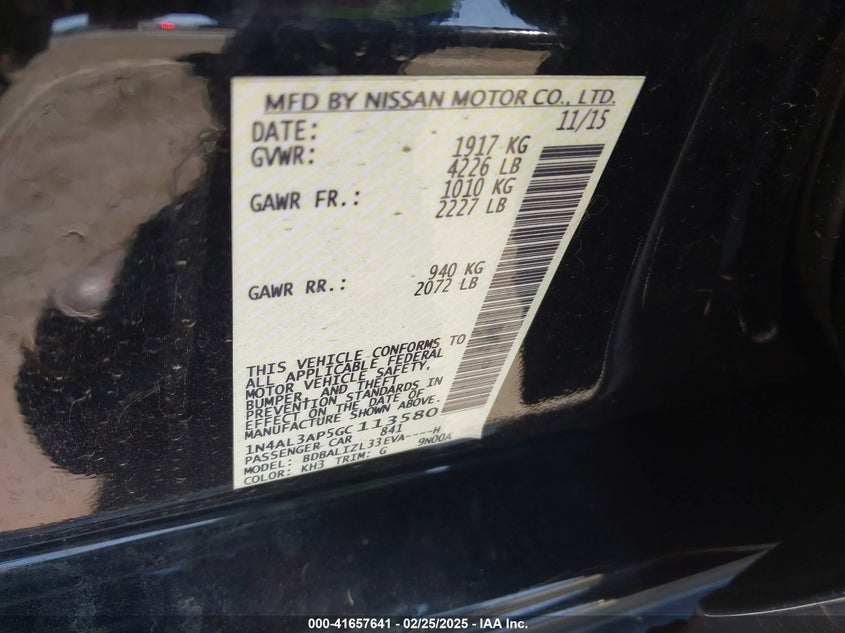 MFD BY NISSAN MOTOR CO., LTD.
DATE: 11/15
GVWR: 1917 KG
4226 LB
GAWR FR.: 1010 KG
2227 LB
GAWR RR.: 940 KG
2072 LB
THIS VEHICLE CONFORMS TO
ALL APPLICABLE FEDERAL
MOTOR VEHICLE SAFETY,
BUMPER, AND THEFT
PREVENTION STANDARDS IN
EFFECT ON THE DATE OF
MANUFACTURE SHOWN ABOVE.
1N4AL3AP5GC113580
PASSENGER CAR 841
MODEL: BDBALIZL33EVA----H
COLOR: KH3 TRIM: G 9N00A
000-41657641 / 02/25/2025 - IAA Inc.